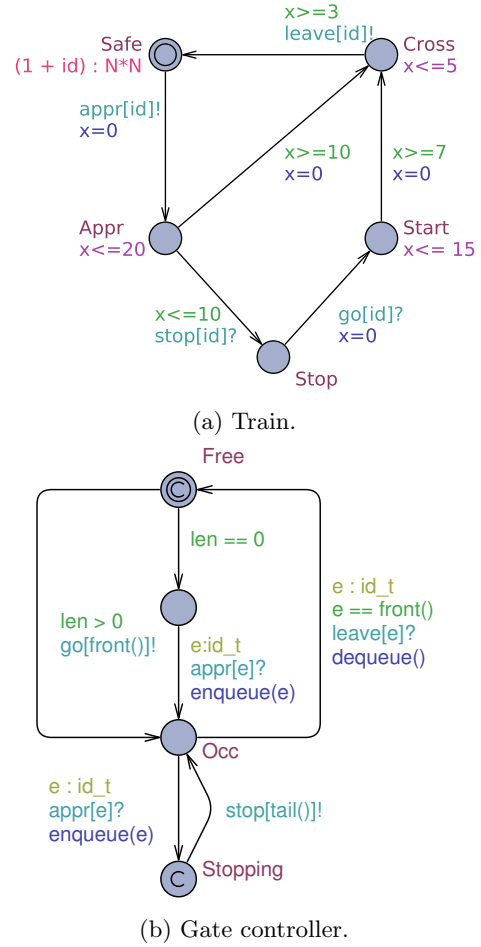 x>=3
leave[id]!
Safe
(1 + id) : N*N
Cross
x<=5
appr[id]!
x=0
x>=10
x=0
x>=7
x=0
Appr
x<=20
Start
x<= 15
x<=10
stop[id]?
go[id]?
x=0
Stop
(a) Train.
Free
C
len == 0
len > 0
go[front()]!
e:id_t
appr[e]?
enqueue(e)
e : id_t
e == front()
leave[e]?
dequeue()
Occ
e : id_t
appr[e]?
enqueue(e)
stop[tail()]!
Stopping
C
(b) Gate controller.